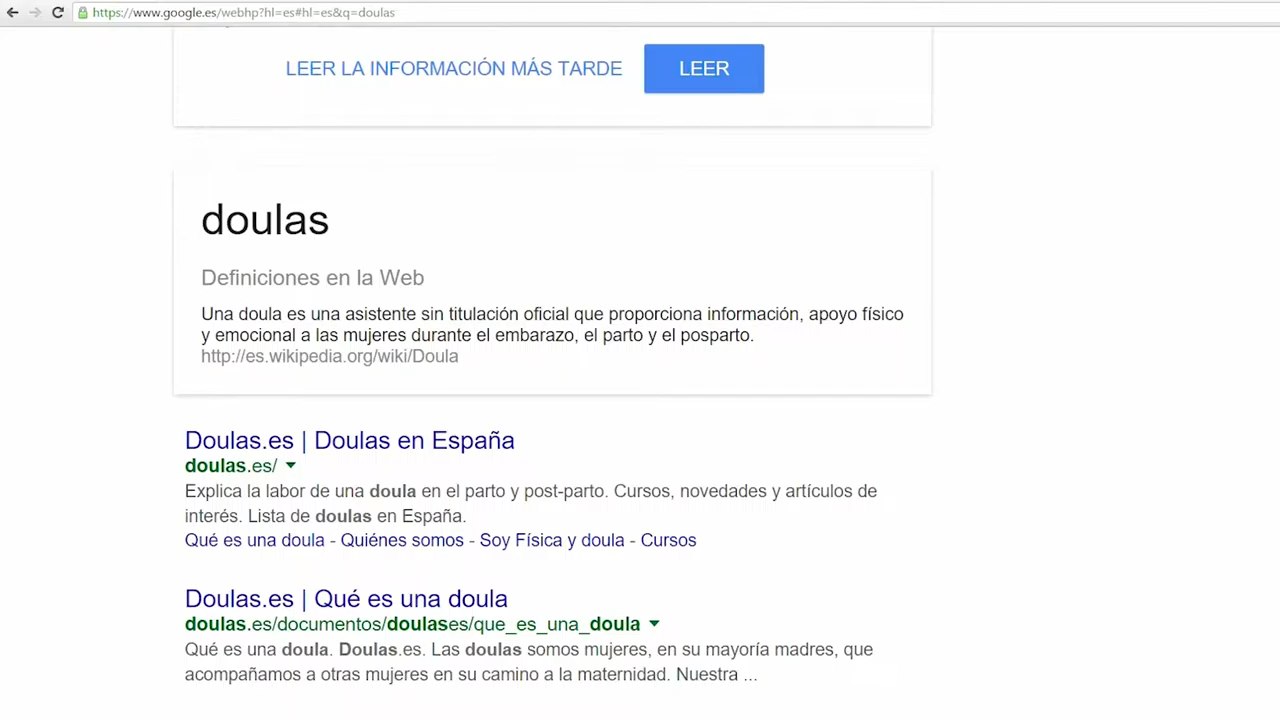 https://www.google.es/webhp?hl=es#hl=es&q=doulas
LEER LA INFORMACIÓN MÁS TARDE LEER
doulas
Definiciones en la Web
Una doula es una asistente sin titulación oficial que proporciona información, apoyo físico
y emocional a las mujeres durante el embarazo, el parto y el posparto.
http://es.wikipedia.org/wiki/Doula
Doulas.es | Doulas en España
doulas.es/
Explica la labor de una doula en el parto y post-parto. Cursos, novedades y artículos de
interés. Lista de doulas en España.
Qué es una doula - Quiénes somos - Soy Física y doula - Cursos
Doulas.es | Qué es una doula
doulas.es/documentos/doulases/que_es_una_doula
Qué es una doula. Doulas.es. Las doulas somos mujeres, en su mayoría madres, que
acompañamos a otras mujeres en su camino a la maternidad. Nuestra ...